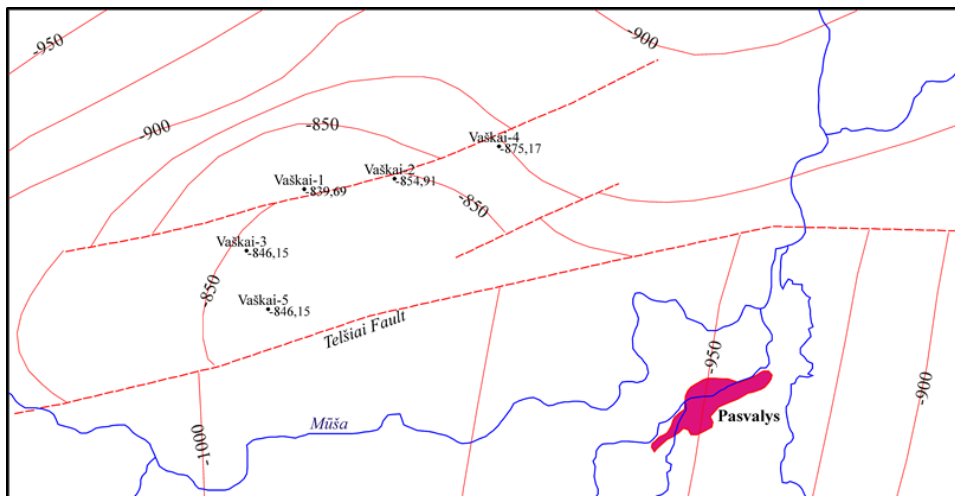 -950
-900
-900
-850
Vaškai-4
-875,17
Vaškai-2
-854,91
Vaškai-1
-839,69
-850
Vaškai-3
-846,15
-850
Vaškai-5
-846,15
Telšiai Fault
-950
-900
Pasvalys
Mūša
-1000